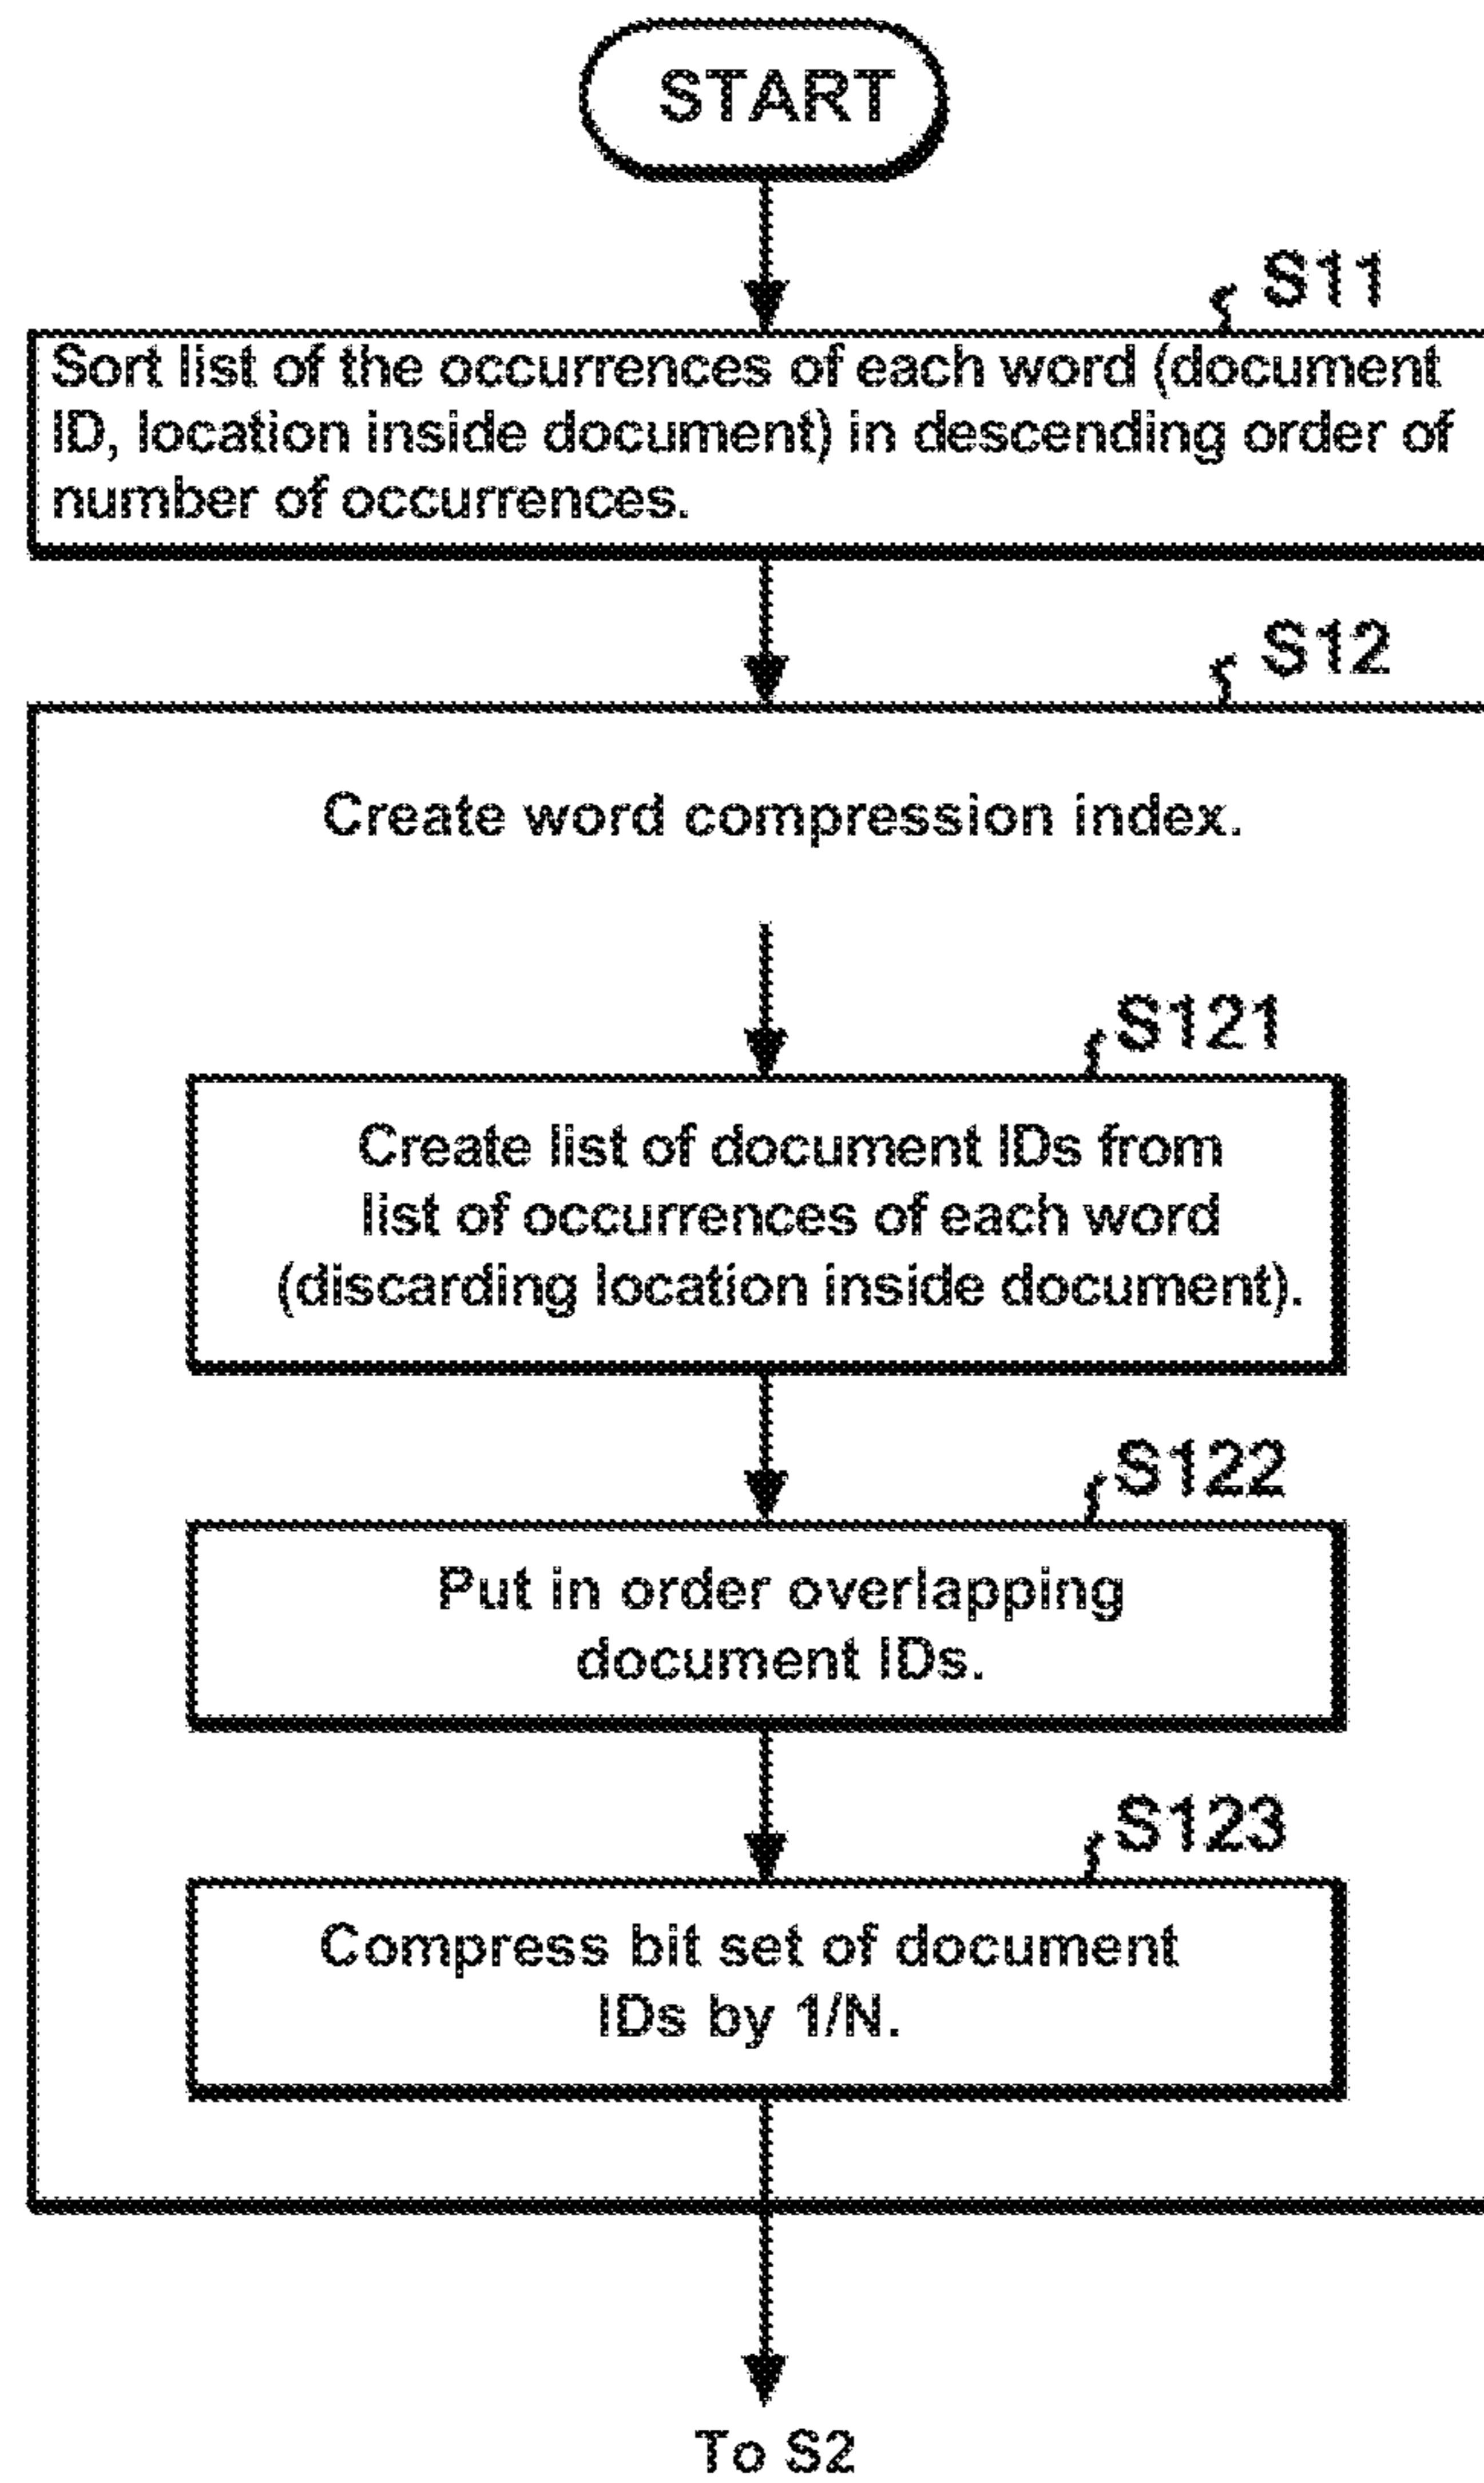 START
S11
Sort list of the occurrences of each word (document
ID, location inside document) in descending order of
number of occurrences.
S12
Create word compression index.
S121
Create list of document IDs from
list of occurrences of each word
(discarding location inside document).
S122
Put in order overlapping
document IDs.
S123
Compress bit set of document
IDs by 1/N.
To S2